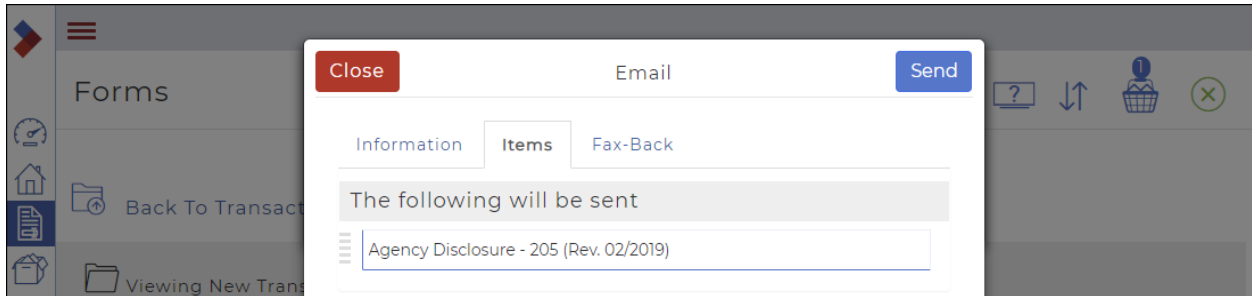 Close
Email
Send
Forms
?
1
Information
Items
Fax-Back
The following will be sent
Back To Transact
Agency Disclosure - 205 (Rev. 02/2019)
Viewing New Trans